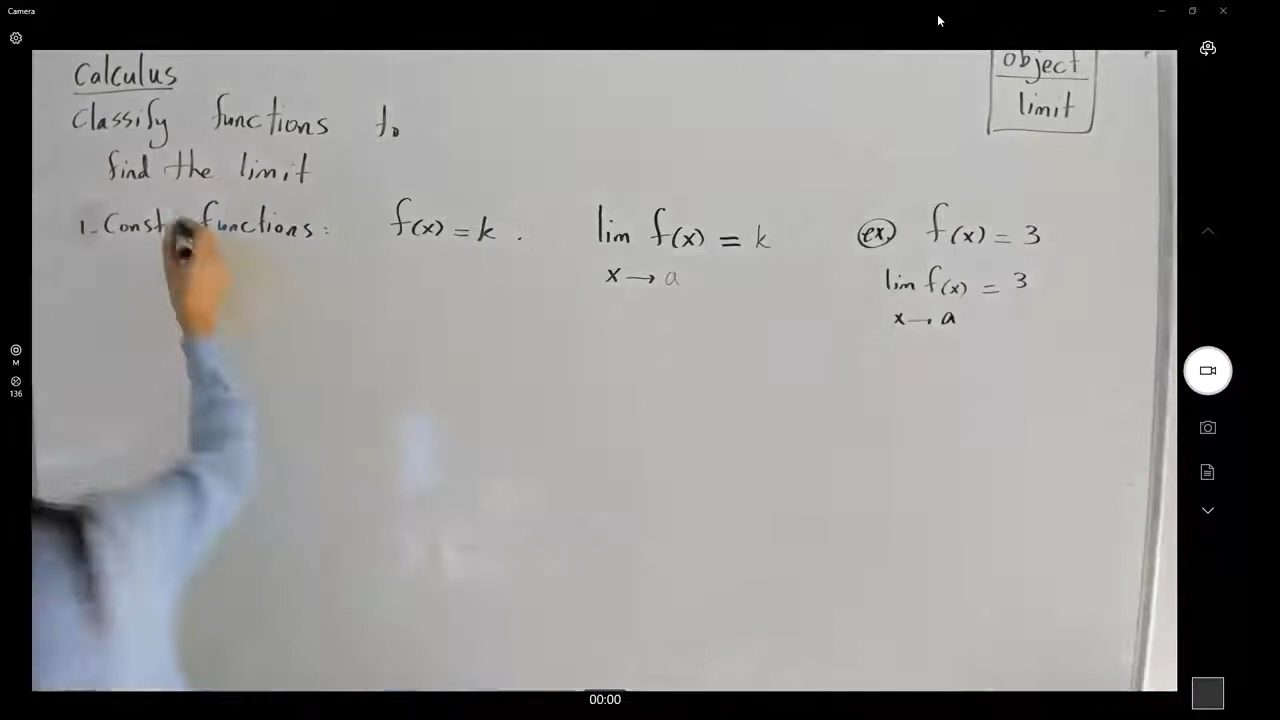 Camera
object
limit
Calculus
Classify functions to
find the limit
1- Const functions: f(x) = k . lim f(x) = k ex) f(x) = 3
x → a
lim f(x) = 3
x → a
M
136
00:00